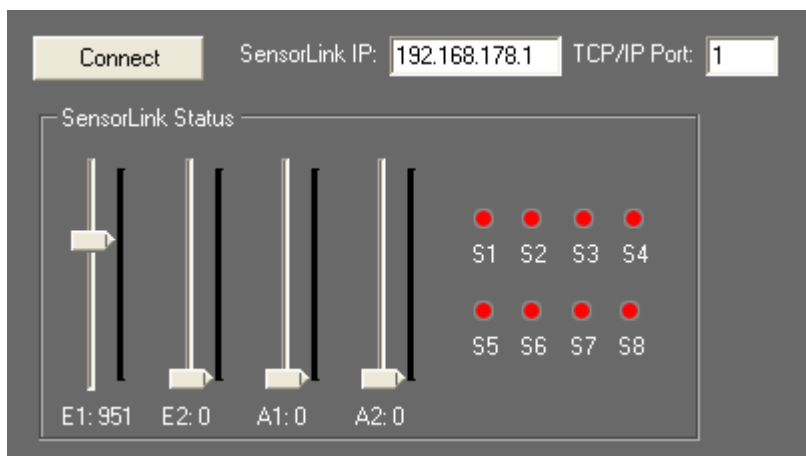 Connect SensorLink IP: 192.168.178.1 TCP/IP Port: 1
SensorLink Status
S1 S2 S3 S4
S5 S6 S7 S8
E1: 951 E2: 0 A1: 0 A2: 0